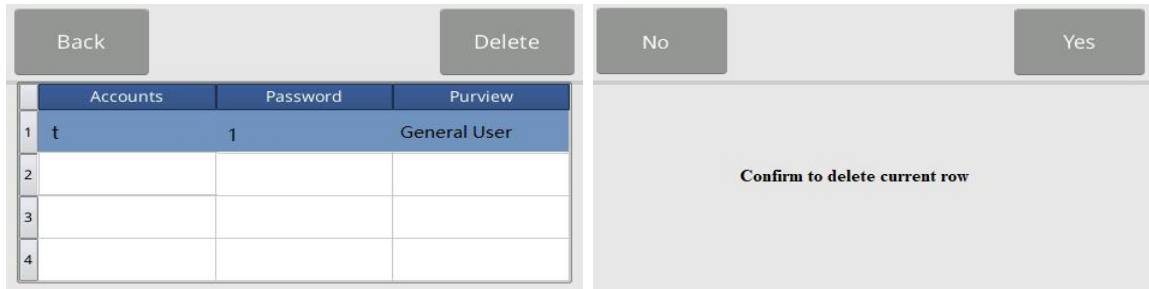 Back Delete
Accounts Password Purview
1 t 1 General User
2
3
4
No Yes
Confirm to delete current row